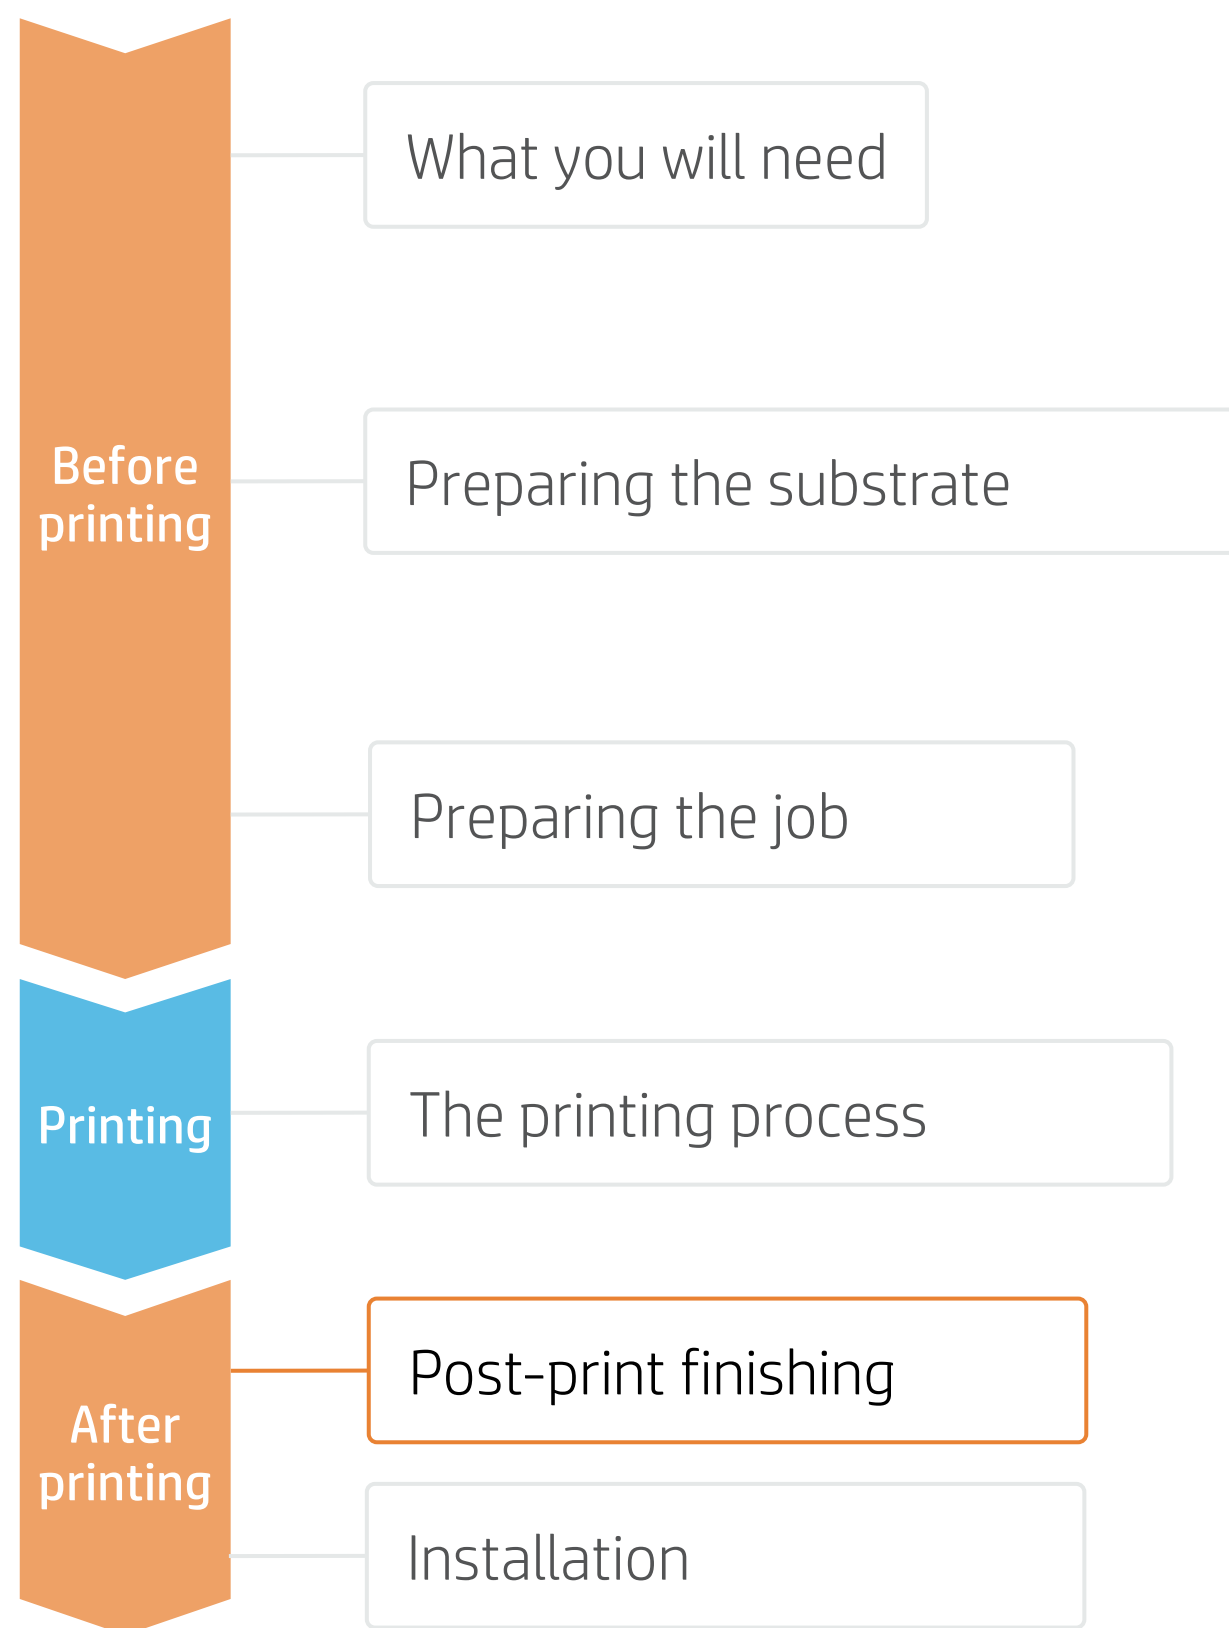 What you will need
Before
printing
Preparing the substrate
Preparing the job
Printing
The printing process
Post-print finishing
After
printing
Installation